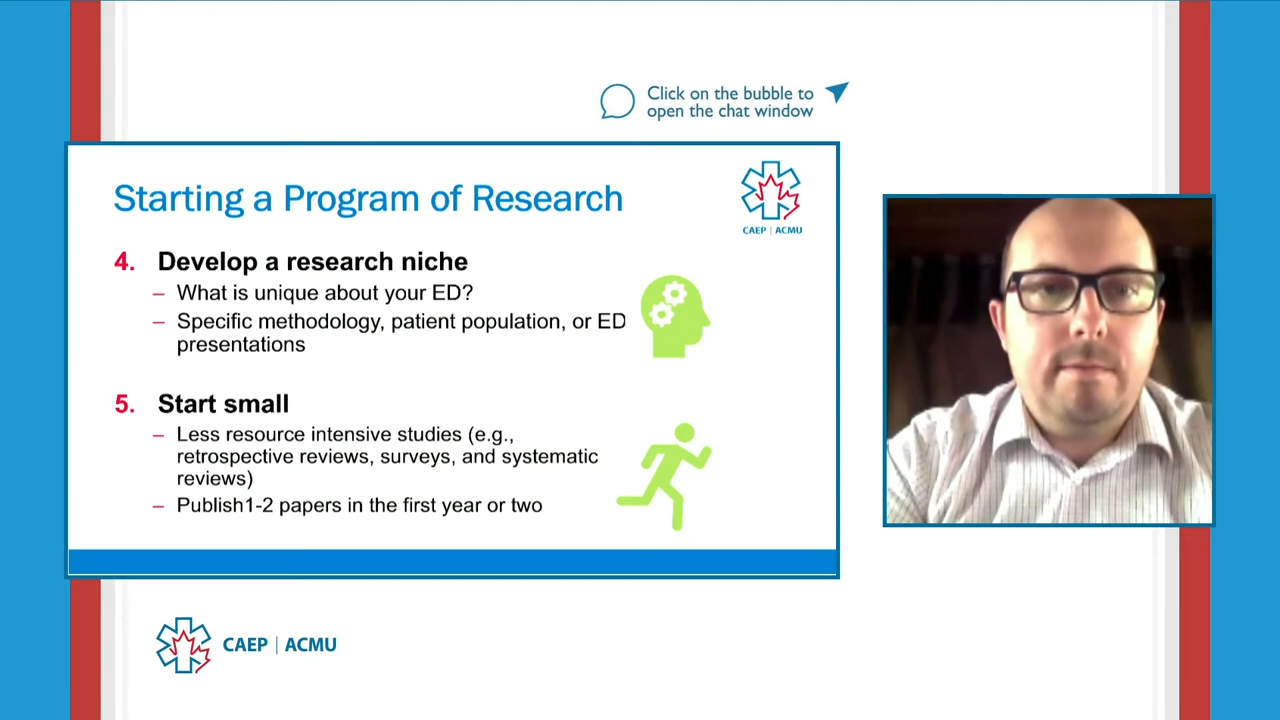 Click on the bubble to
open the chat window
Starting a Program of Research
CAEP | ACMU
4. Develop a research niche
– What is unique about your ED?
– Specific methodology, patient population, or ED
presentations
5. Start small
– Less resource intensive studies (e.g.,
retrospective reviews, surveys, and systematic
reviews)
– Publish1-2 papers in the first year or two
CAEP | ACMU